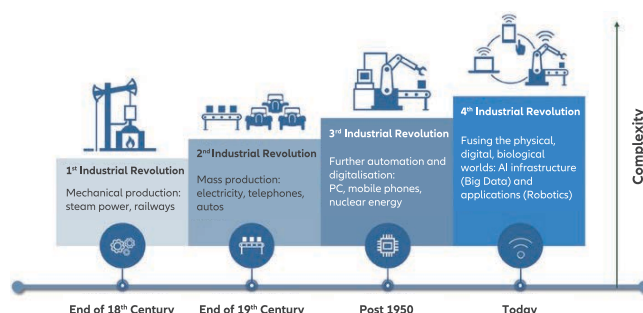 1st Industrial Revolution
Mechanical production:
steam power, railways
2nd Industrial Revolution
Mass production:
electricity, telephones,
autos
3rd Industrial Revolution
Further automation and
digitalisation:
PC, mobile phones,
nuclear energy
4th Industrial Revolution
Fusing the physical,
digital, biological
worlds: AI infrastructure
(Big Data) and
applications (Robotics)
Complexity
End of 18th Century
End of 19th Century
Post 1950
Today